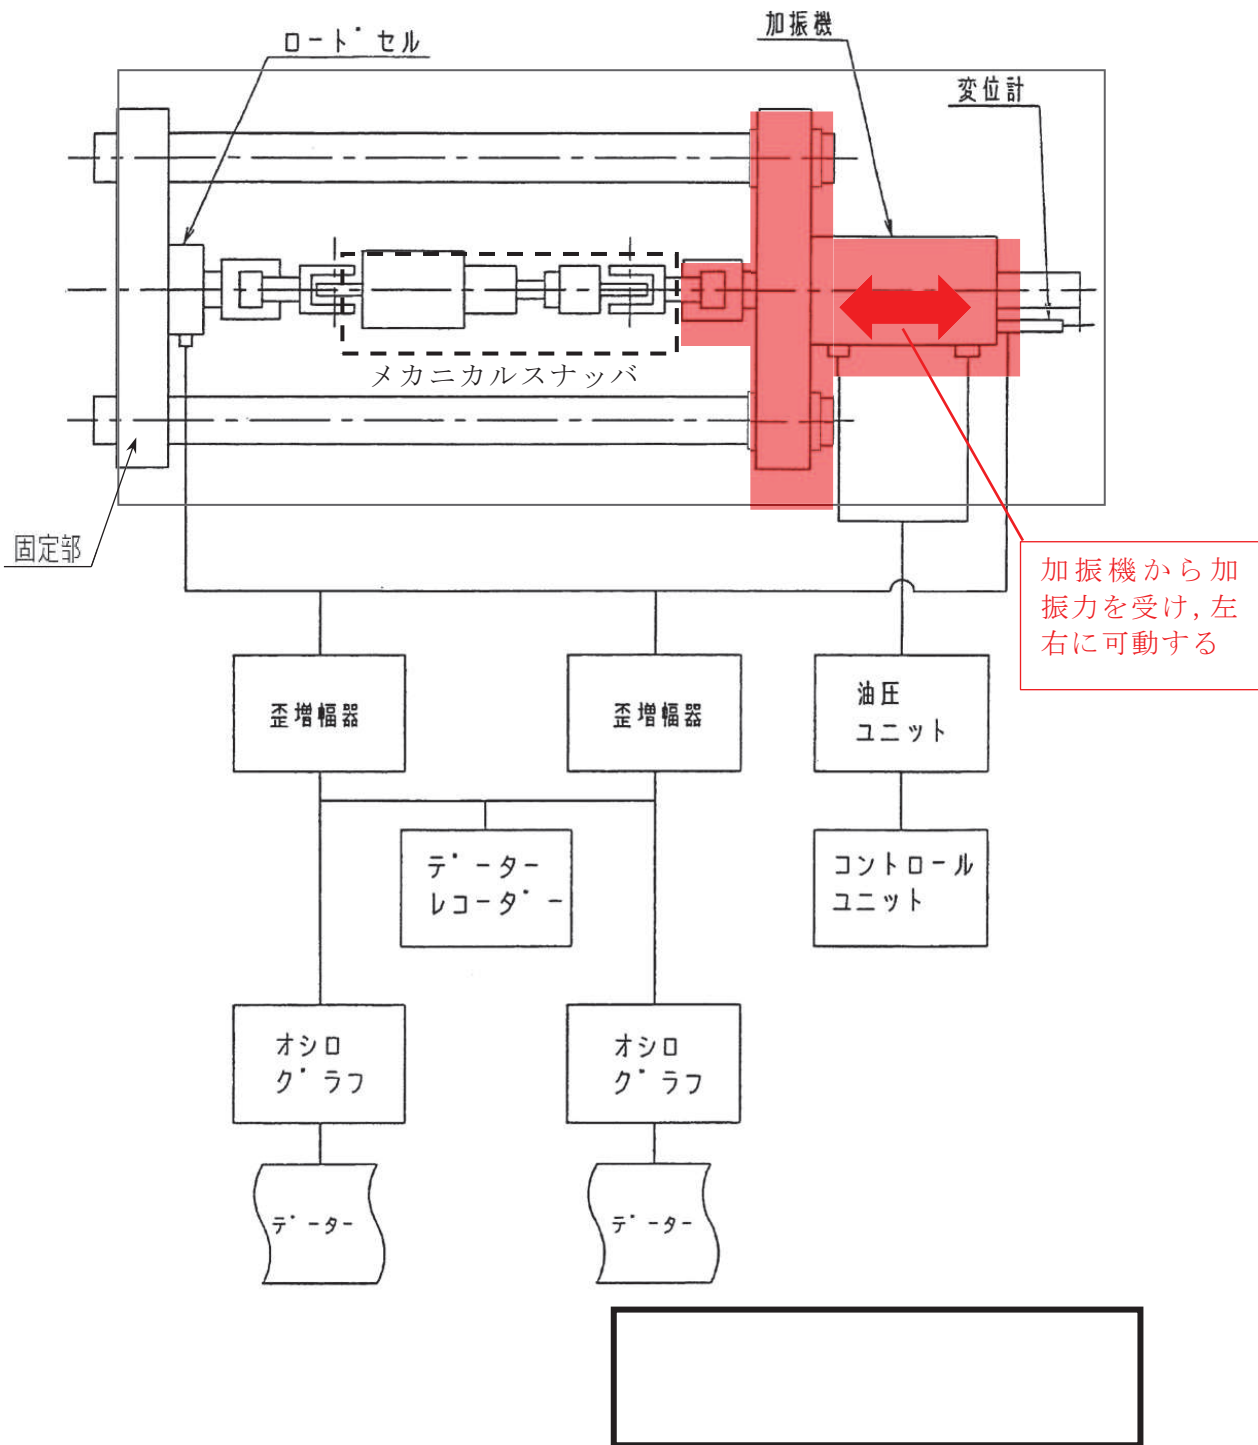 ロードセル
加振機
変位計
メカニカルスナッバ
固定部
加振機から加
振力を受け,左
右に可動する
歪増幅器
歪増幅器
油圧
ユニット
データー
レコーダー
コントロール
ユニット
オシロ
グラフ
オシロ
グラフ
データー
データー